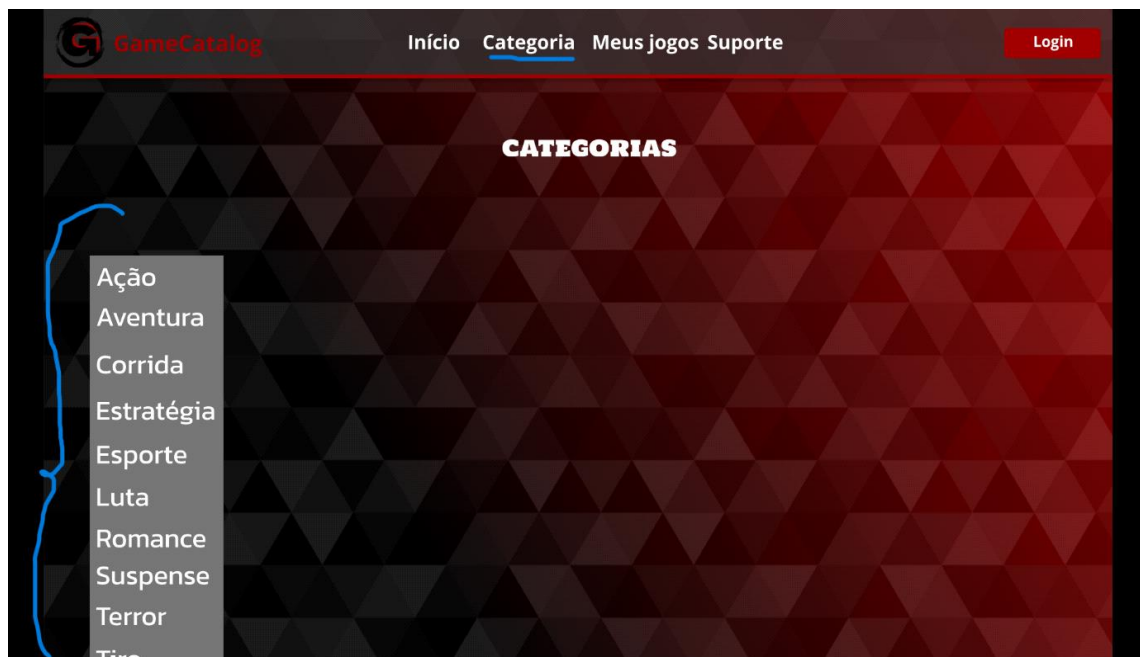 GameCatalog Início Categoria Meus jogos Suporte Login
CATEGORIAS
Ação
Aventura
Corrida
Estratégia
Esporte
Luta
Romance
Suspense
Terror